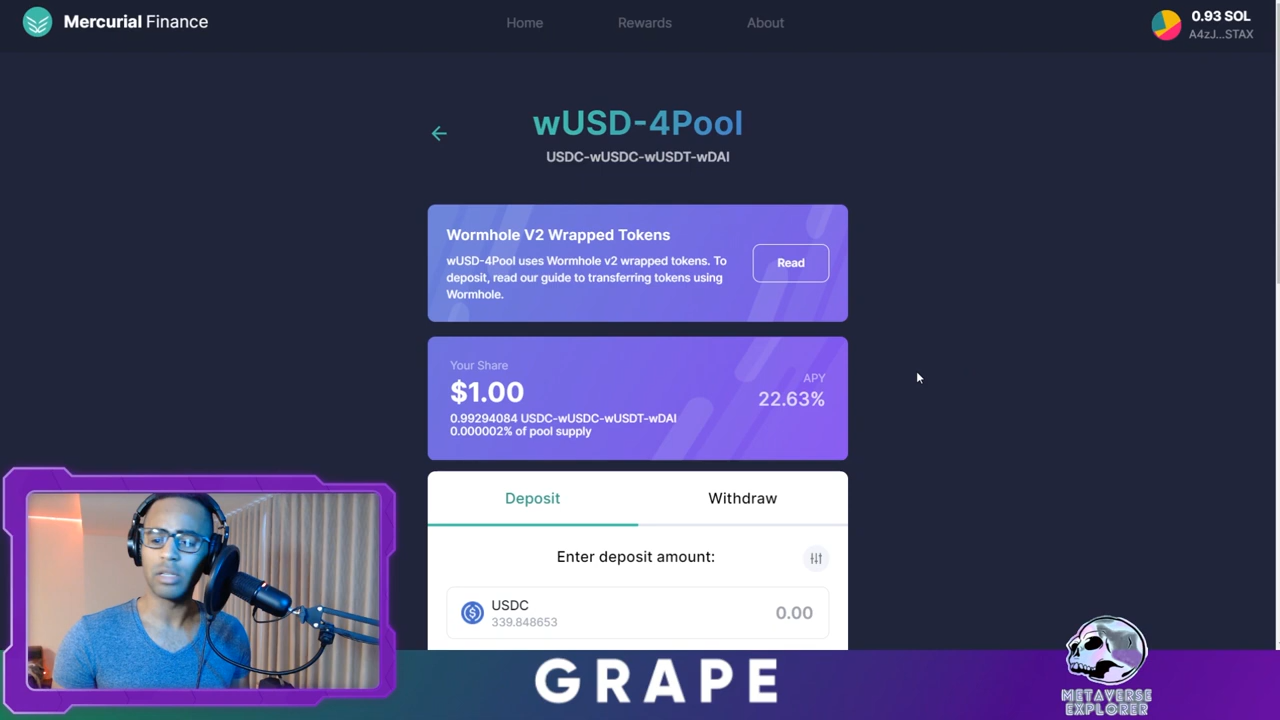 Mercurial Finance
Home
Rewards
About
0.93 SOL
A4zJ...STAX
wUSD-4Pool
USDC-wUSDC-wUSDT-wDAI
Wormhole V2 Wrapped Tokens
wUSD-4Pool uses Wormhole v2 wrapped tokens. To
deposit, read our guide to transferring tokens using
Wormhole.
Read
Your Share
$1.00
0.99294084 USDC-wUSDC-wUSDT-wDAI
0.000002% of pool supply
APY
22.63%
Deposit
Withdraw
Enter deposit amount:
USDC
339.848653
0.00
GRAPE
METAVERSE
EXPLORER